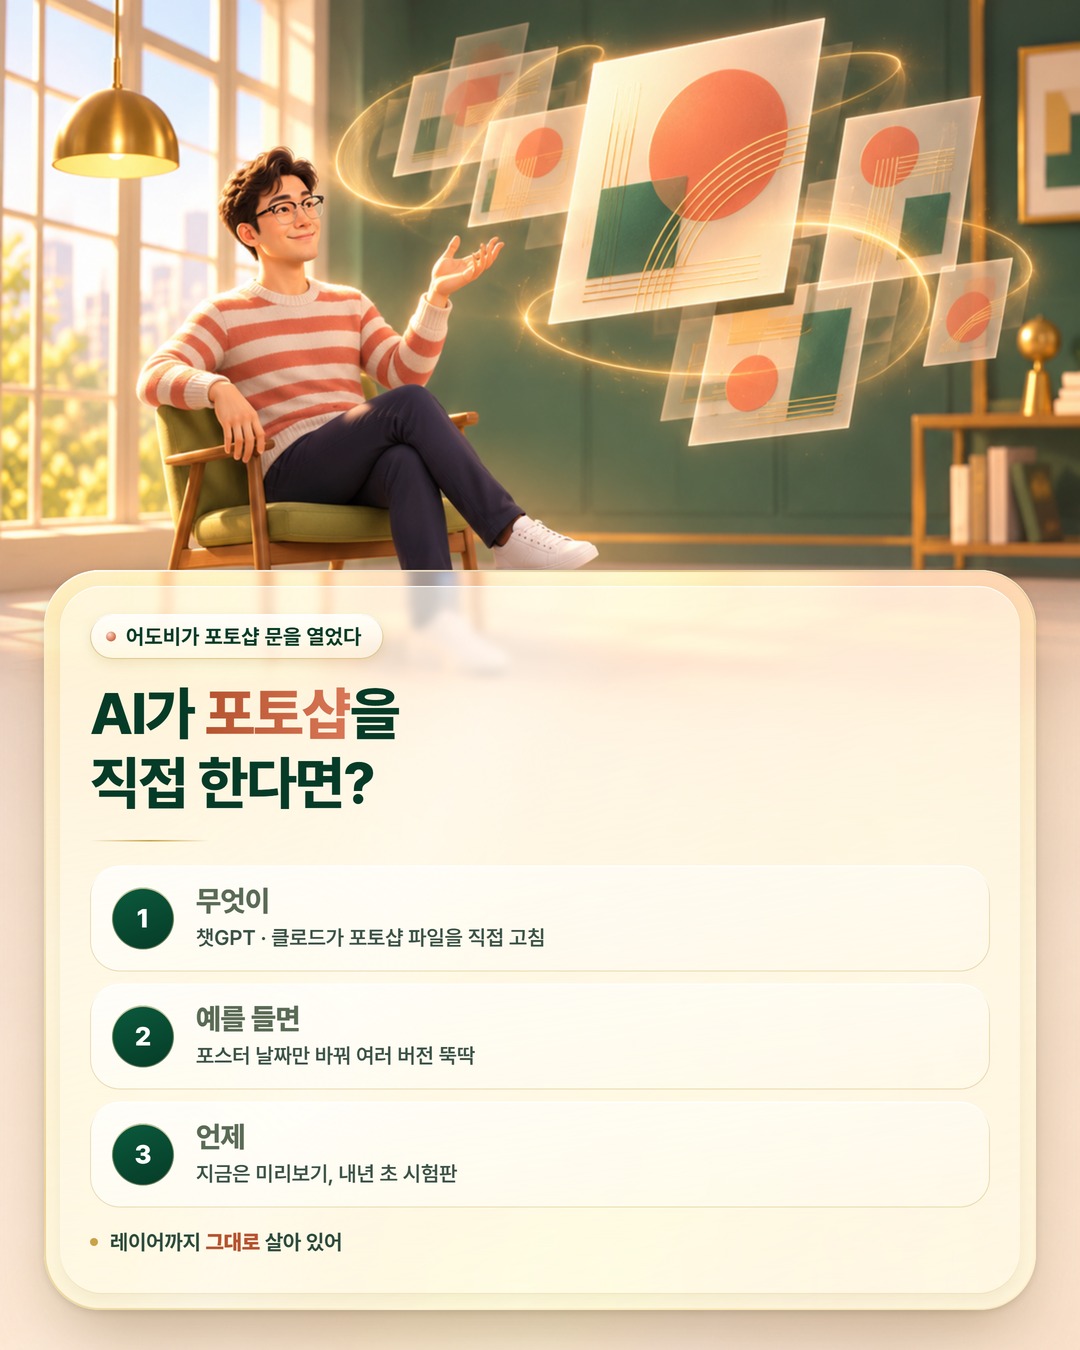 어도비가 포토샵 문을 열었다
AI가 포토샵을
직접 한다면?
1
무엇이
챗GPT · 클로드가 포토샵 파일을 직접 고침
2
예를 들면
포스터 날짜만 바꿔 여러 버전 뚝딱
3
언제
지금은 미리보기, 내년 초 시험판
레이어까지 그대로 살아 있어